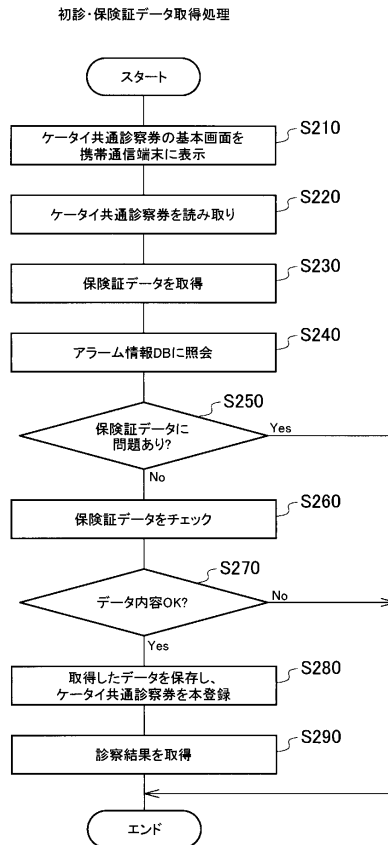 初診・保険証データ取得処理
スタート
ケータイ共通診察券の基本画面を
携帯通信端末に表示
S210
ケータイ共通診察券を読み取り
S220
保険証データを取得
S230
アラーム情報DBに照会
S240
保険証データに
問題あり?
S250
Yes
No
保険証データをチェック
S260
データ内容OK?
S270
No
Yes
取得したデータを保存し、
ケータイ共通診察券を本登録
S280
診察結果を取得
S290
エンド